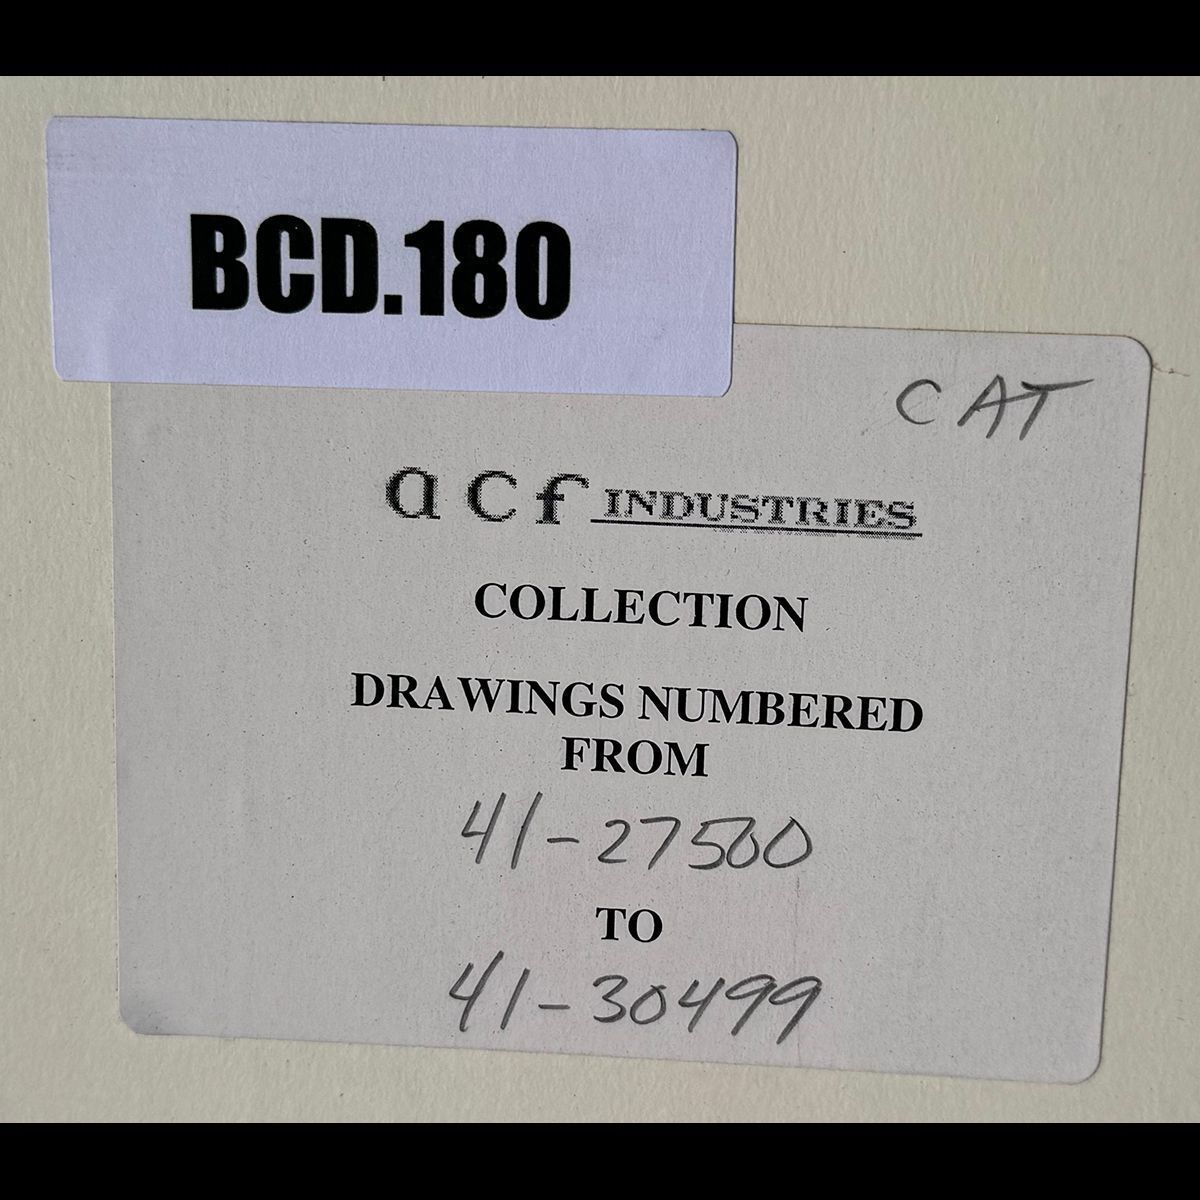 BCD.180
CAT
acf INDUSTRIES
COLLECTION
DRAWINGS NUMBERED
FROM
41-27500
TO
41-30499